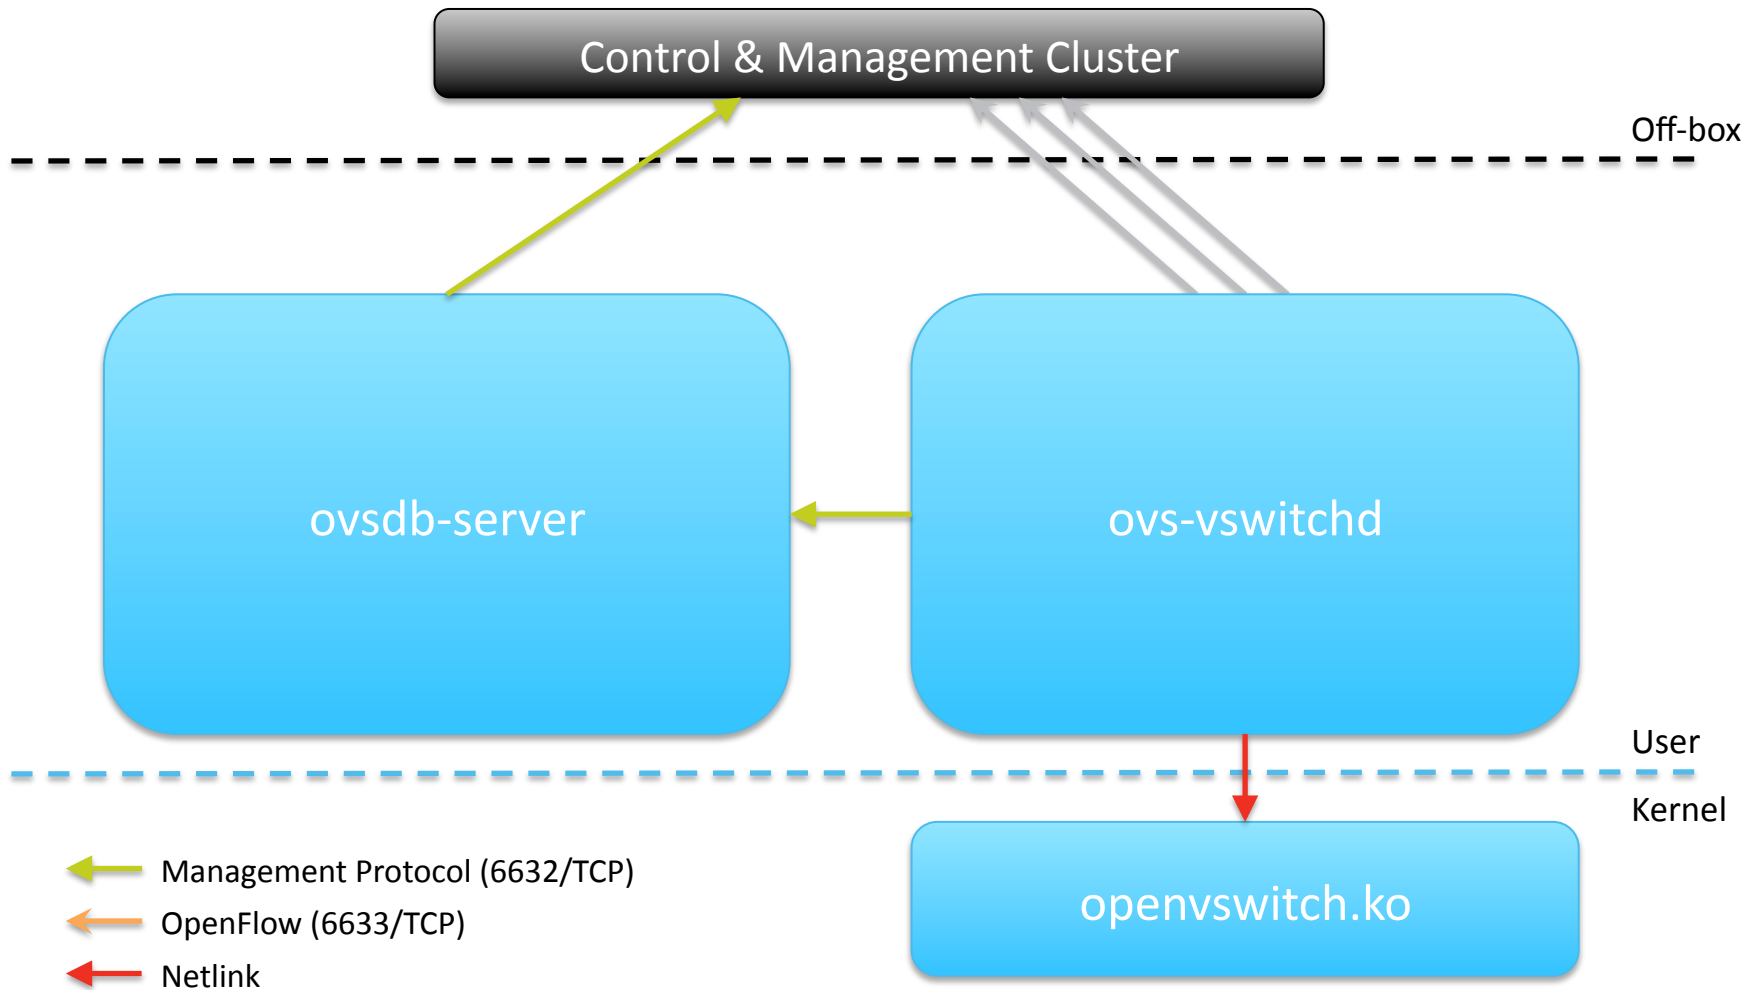 Control & Management Cluster
Off-box
ovsdb-server
ovs-vswitchd
User
Kernel
openvswitch.ko
Management Protocol (6632/TCP)
OpenFlow (6633/TCP)
Netlink